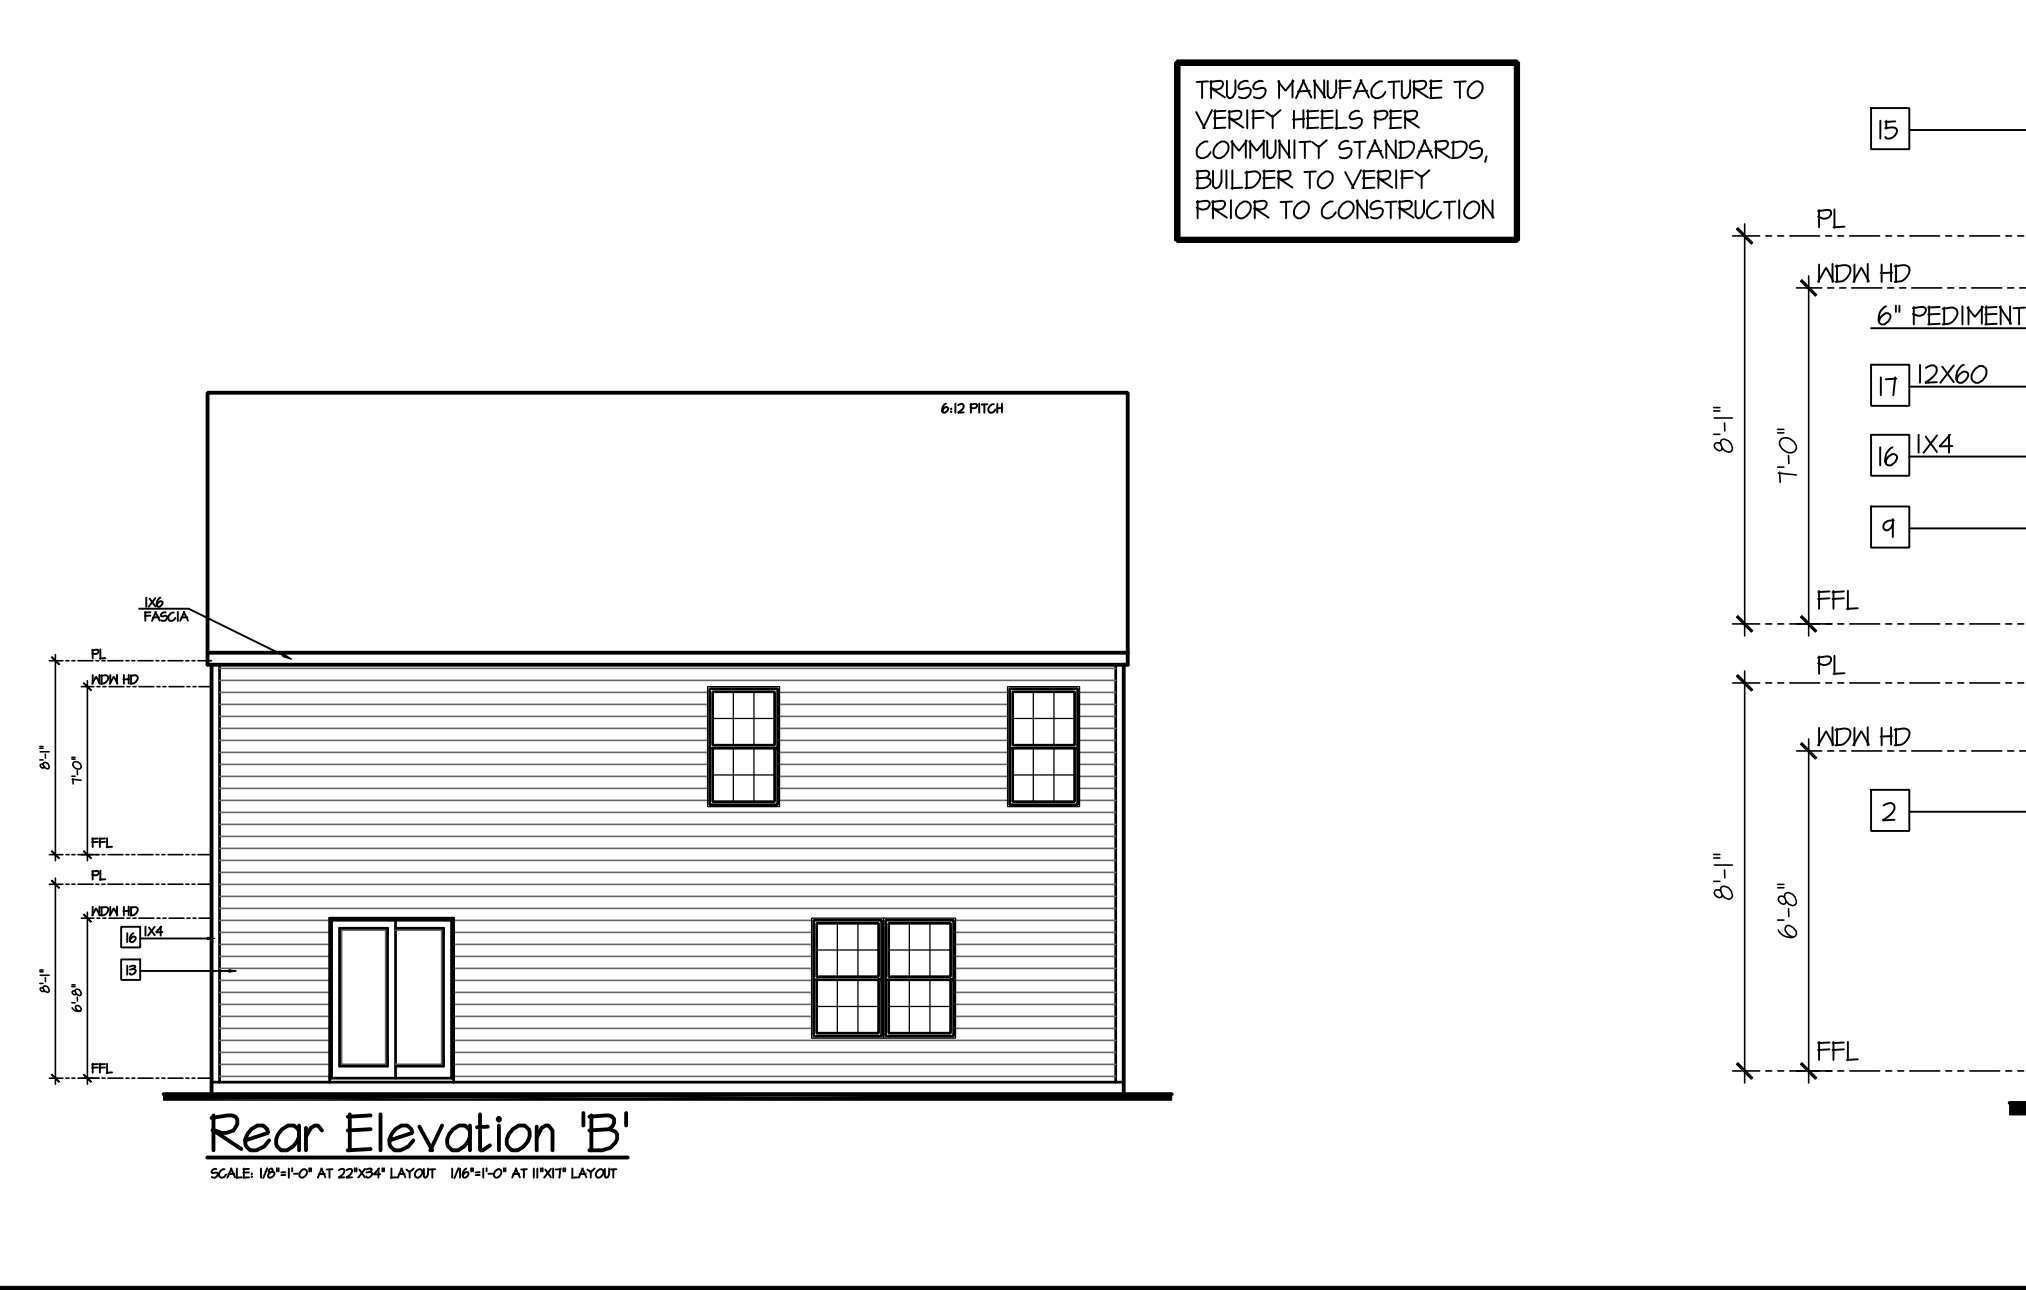 TRUSS MANUFACTURE TO
VERIFY HEELS PER
COMMUNITY STANDARDS,
BUILDER TO VERIFY
PRIOR TO CONSTRUCTION
6:12 PITCH
1X6
FASCIA
PL
WDW HD
8'-1"
7'-0"
FFL
PL
WDW HD
16 1X4
13
8'-1"
6'-8"
FFL
Rear Elevation 'B'
SCALE: 1/8"=1'-0" AT 22"X34" LAYOUT 1/16"=1'-0" AT 11"X17" LAYOUT
15
PL
WDW HD
6" PEDIMENT
17 12X60
8'-1"
7'-0"
16 1X4
9
FFL
PL
WDW HD
2
8'-1"
6'-8"
FFL